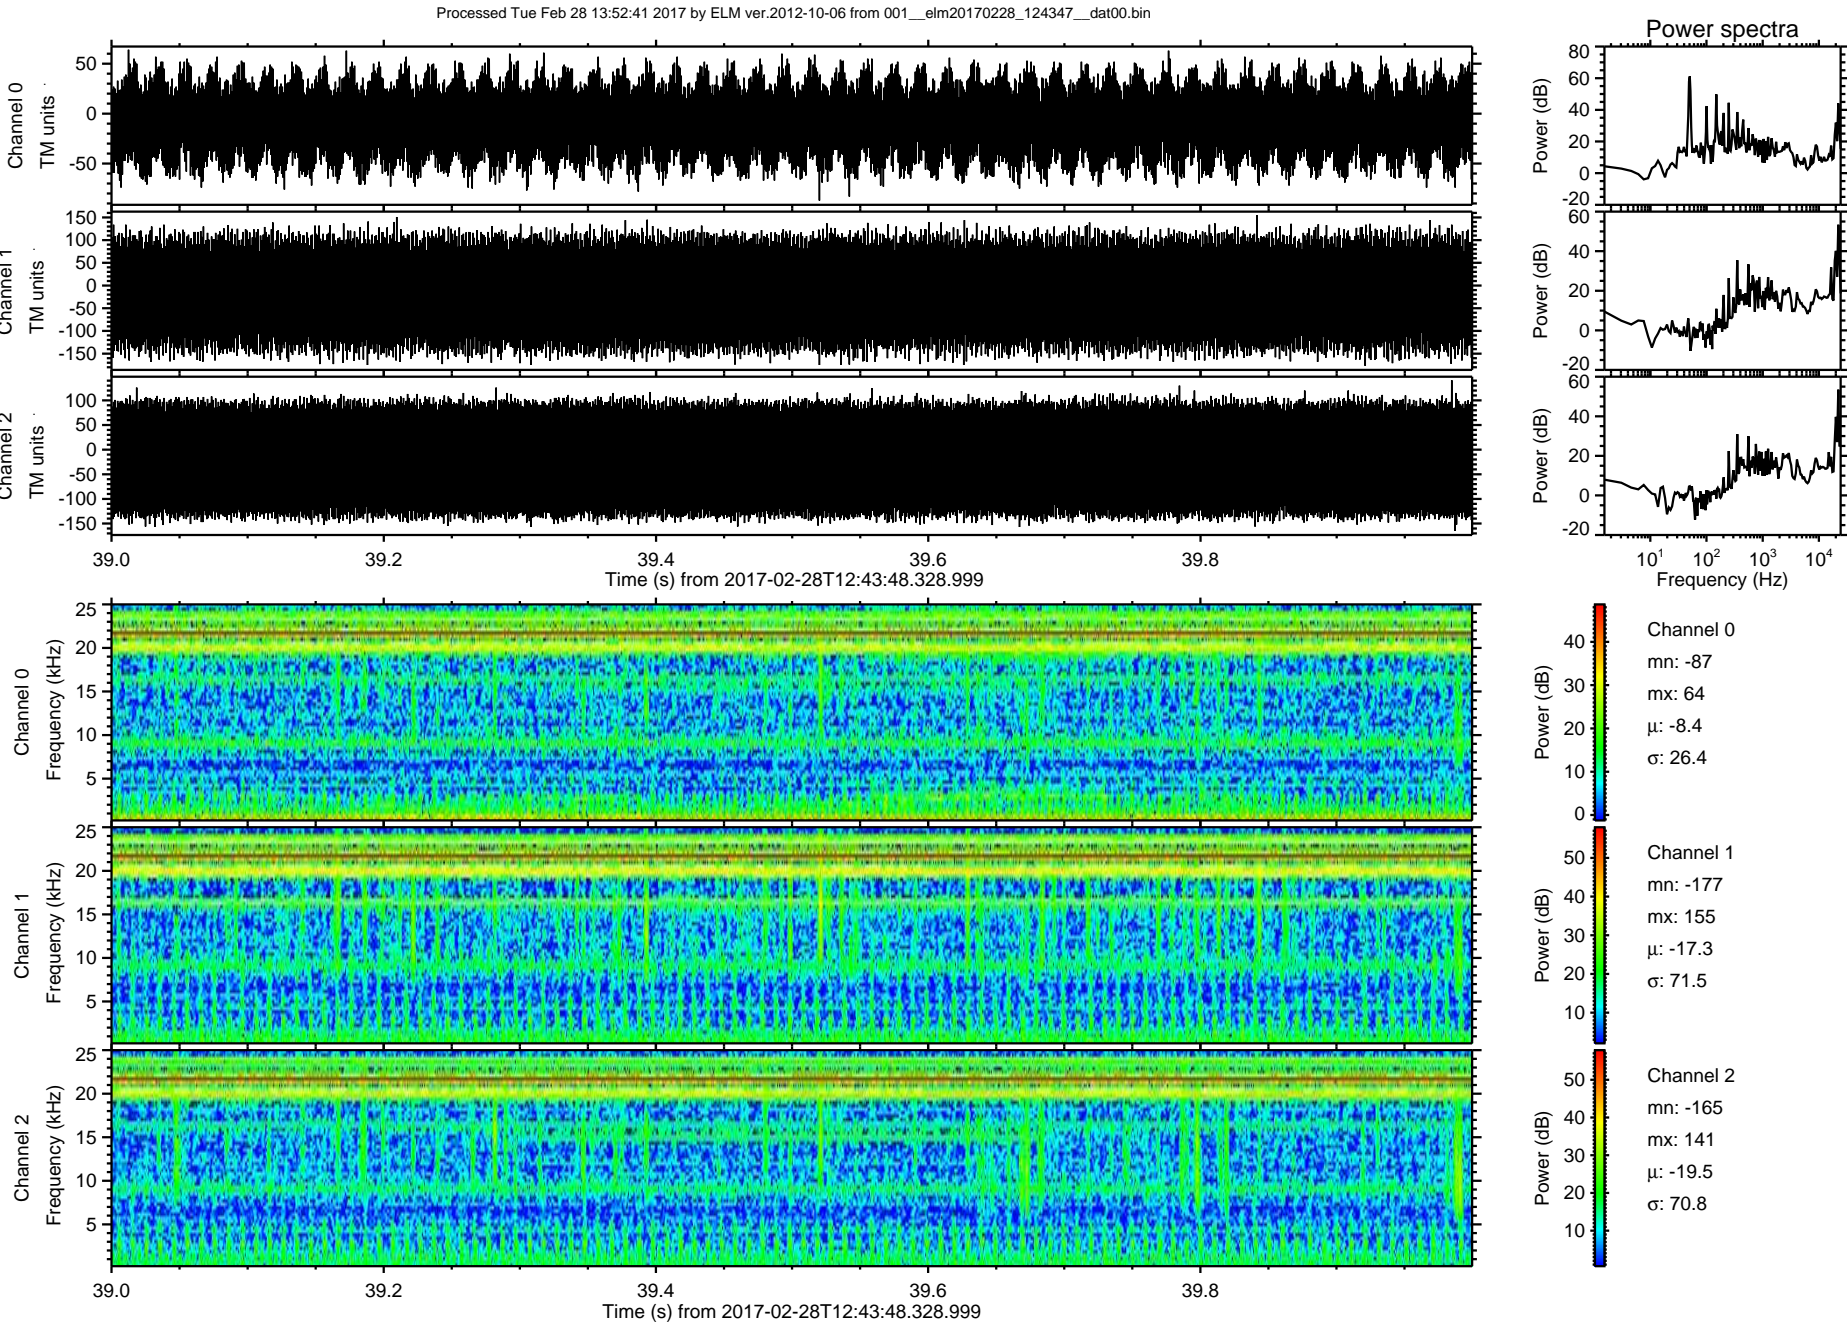 Processed Tue Feb 28 13:52:41 2017 by ELM ver.2012-10-06 from 001__elm20170228_124347__dat00.bin
Power spectra
Channel 0
TM units
50
0
-50
Power (dB)
80
60
40
20
0
-20
Channel 1
TM units
150
100
50
0
-50
-100
-150
Power (dB)
60
40
20
0
-20
Channel 2
TM units
100
50
0
-50
-100
-150
Power (dB)
60
40
20
0
-20
39.0 39.2 39.4 39.6 39.8
Time (s) from 2017-02-28T12:43:48.328.999
10¹ 10² 10³ 10⁴
Frequency (Hz)
Channel 0
Frequency (kHz)
25
20
15
10
5
Power (dB)
40
30
20
10
0
Channel 0
mn: -87
mx: 64
μ: -8.4
σ: 26.4
Channel 1
Frequency (kHz)
25
20
15
10
5
Power (dB)
50
40
30
20
10
Channel 1
mn: -177
mx: 155
μ: -17.3
σ: 71.5
Channel 2
Frequency (kHz)
25
20
15
10
5
Power (dB)
50
40
30
20
10
Channel 2
mn: -165
mx: 141
μ: -19.5
σ: 70.8
39.0 39.2 39.4 39.6 39.8
Time (s) from 2017-02-28T12:43:48.328.999